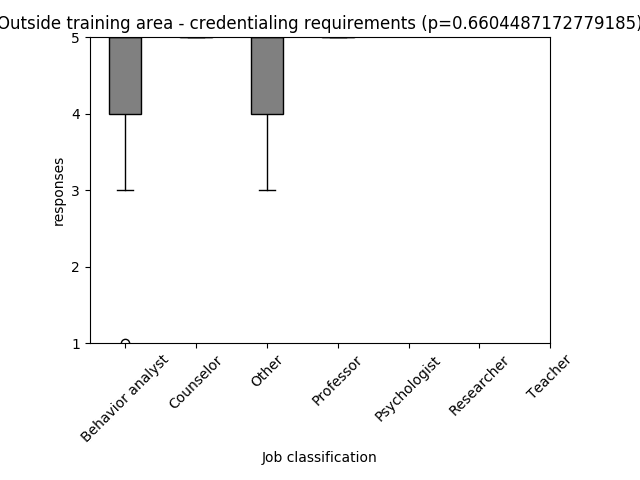 Outside training area - credentialing requirements (p=0.6604487172779185)
5
4
3
2
1
responses
Behavior analyst
Counselor
Other
Professor
Psychologist
Researcher
Teacher
Job classification